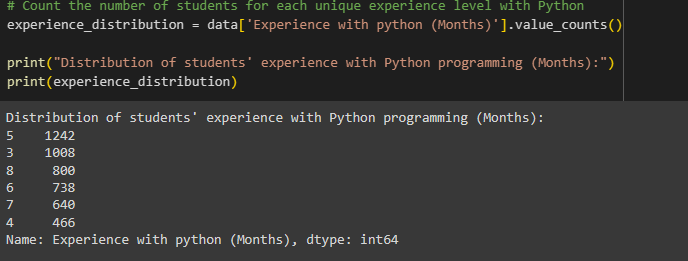 # Count the number of students for each unique experience level with Python
experience_distribution = data['Experience with python (Months)'].value_counts()
print("Distribution of students' experience with Python programming (Months):")
print(experience_distribution)
Distribution of students' experience with Python programming (Months):
5    1242
3    1008
8     800
6     738
7     640
4     466
Name: Experience with python (Months), dtype: int64